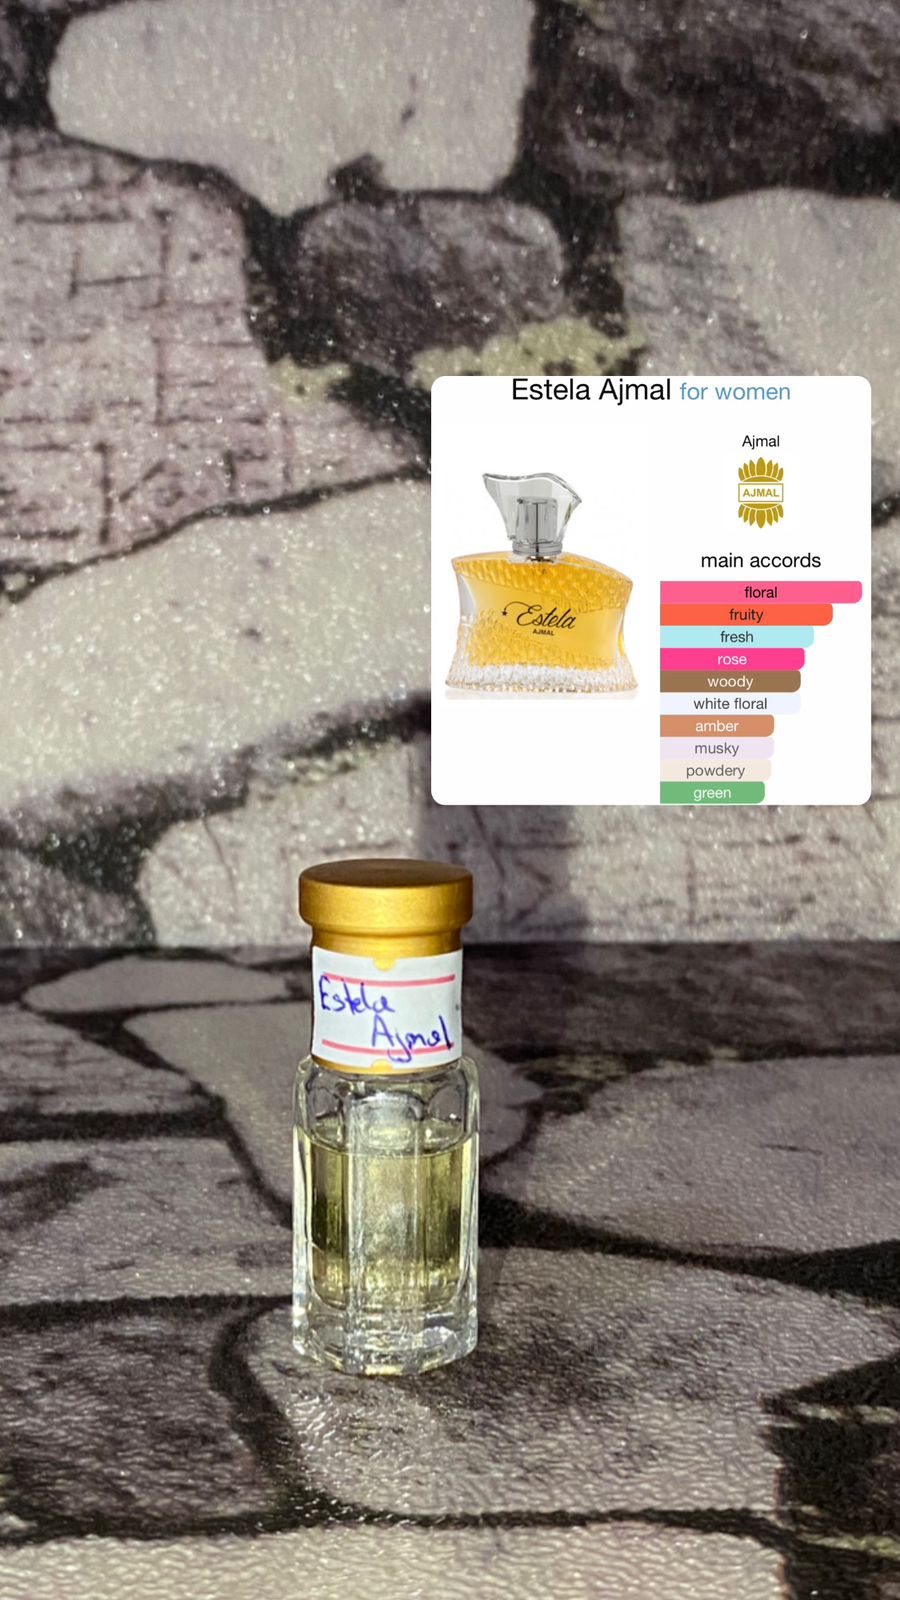 Estela Ajmal for women
Ajmal
AJMAL
main accords
floral
fruity
fresh
rose
woody
white floral
amber
musky
powdery
green
Estela
AJMAL
Estela
Ajmal